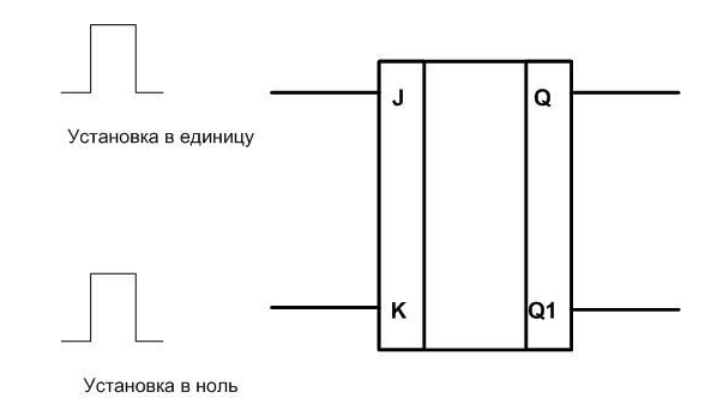 J
Q
Установка в единицу
K
Q1
Установка в ноль